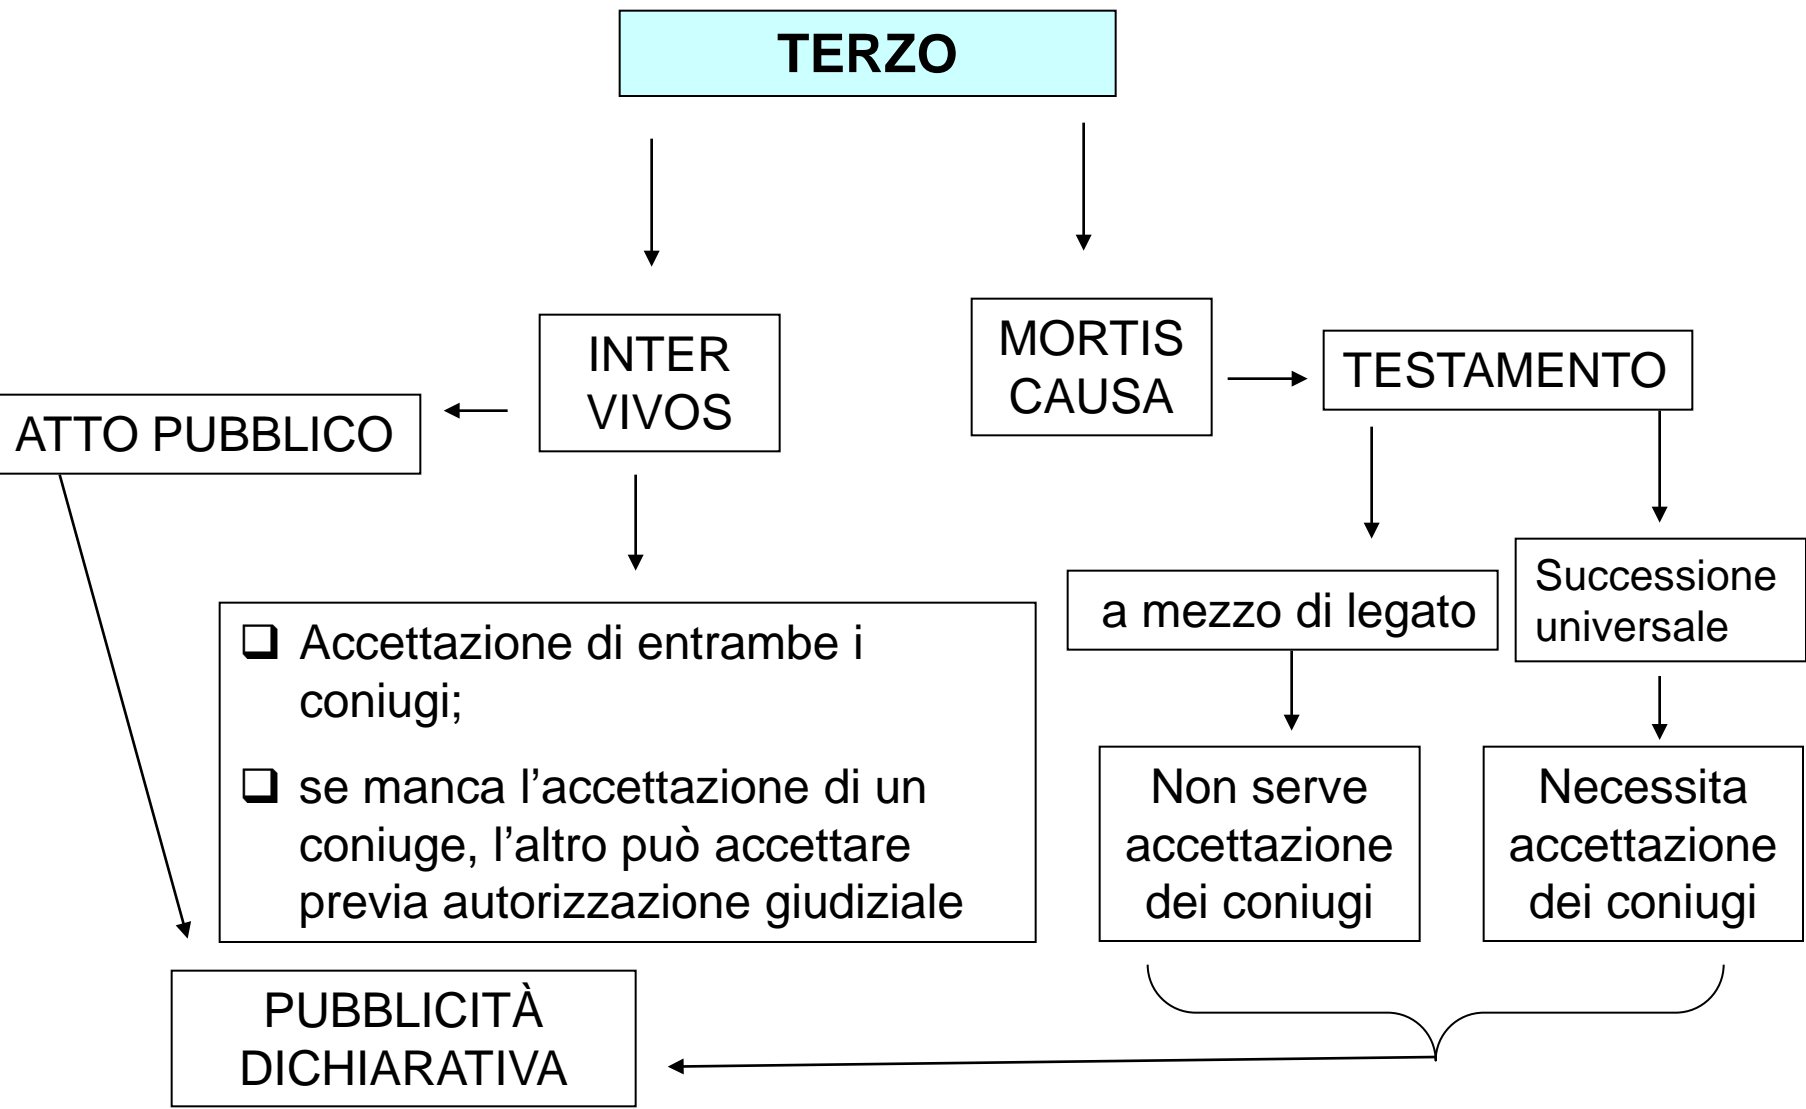 TERZO
INTER
VIVOS
ATTO PUBBLICO
MORTIS
CAUSA
TESTAMENTO
❑ Accettazione di entrambe i
coniugi;
❑ se manca l’accettazione di un
coniuge, l’altro può accettare
previa autorizzazione giudiziale
a mezzo di legato
Successione
universale
Non serve
accettazione
dei coniugi
Necessita
accettazione
dei coniugi
PUBBLICITÀ
DICHIARATIVA